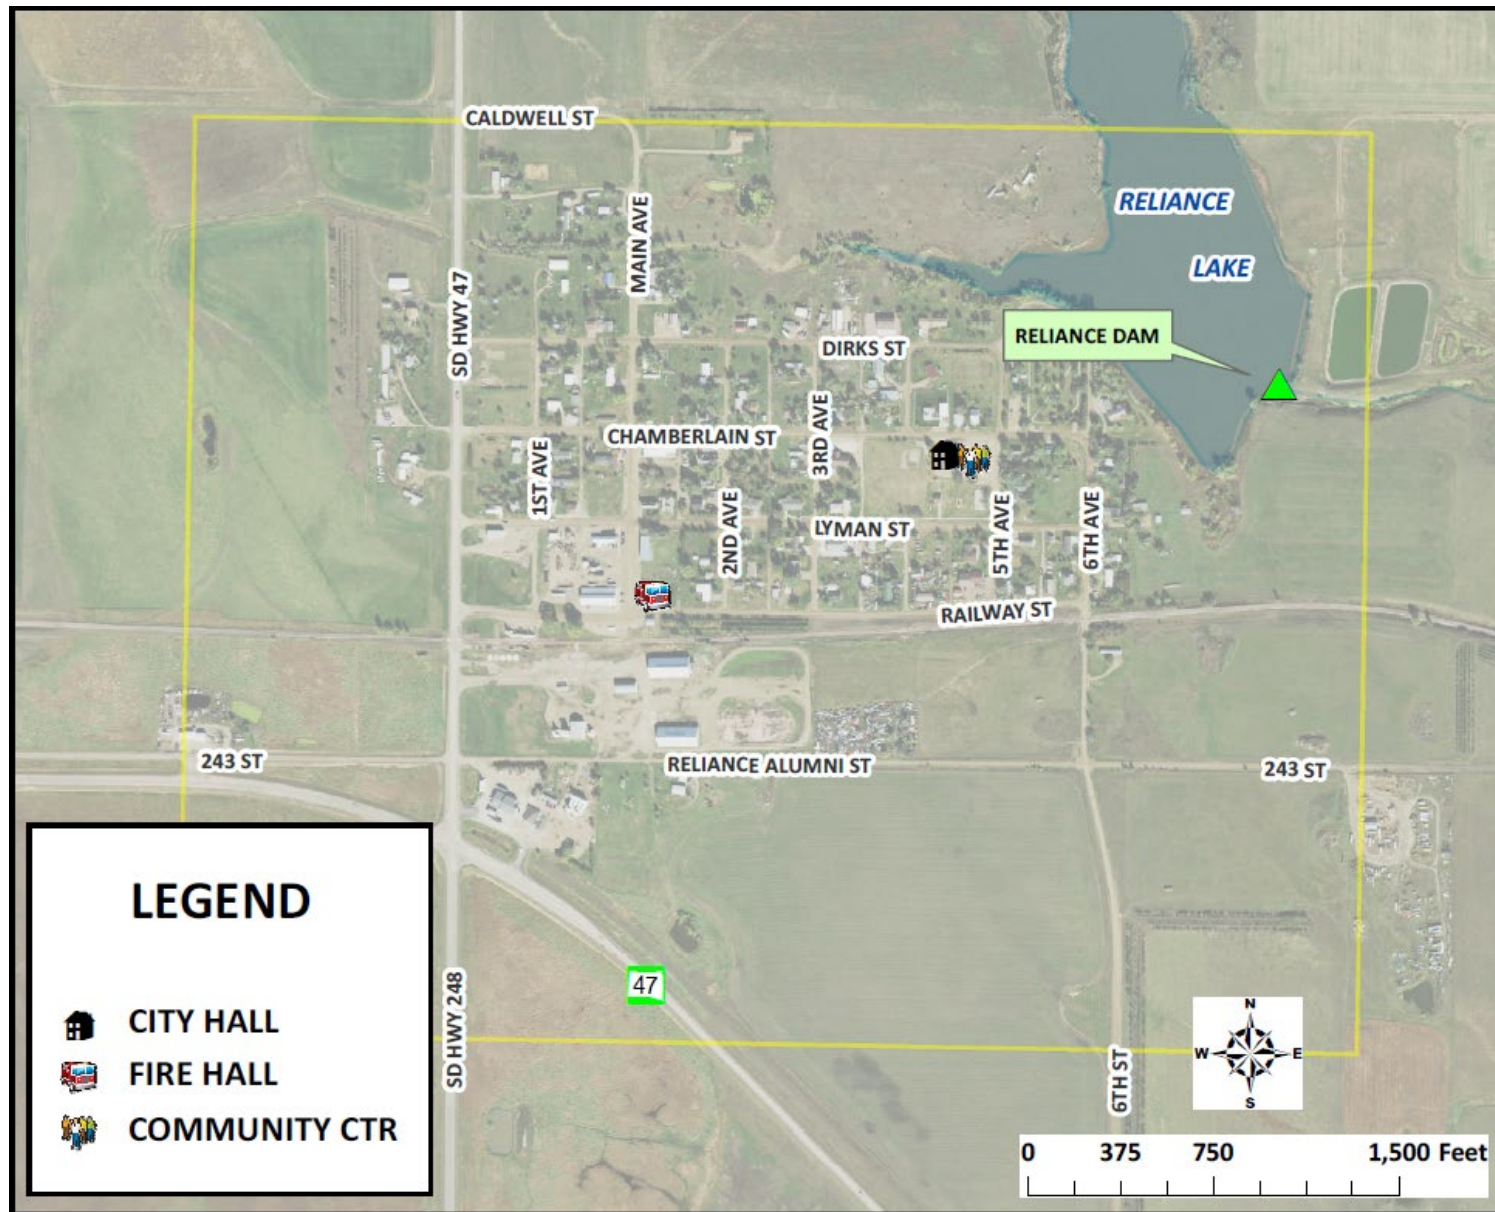 CALDWELL ST
RELIANCE
LAKE
MAIN AVE
SD HWY 47
RELIANCE DAM
DIRKS ST
CHAMBERLAIN ST
3RD AVE
1ST AVE
2ND AVE
LYMAN ST
5TH AVE
6TH AVE
RAILWAY ST
243 ST
RELIANCE ALUMNI ST
243 ST
LEGEND
CITY HALL
FIRE HALL
COMMUNITY CTR
SD HWY 248
47
6TH ST
N
W E
S
0 375 750 1,500 Feet